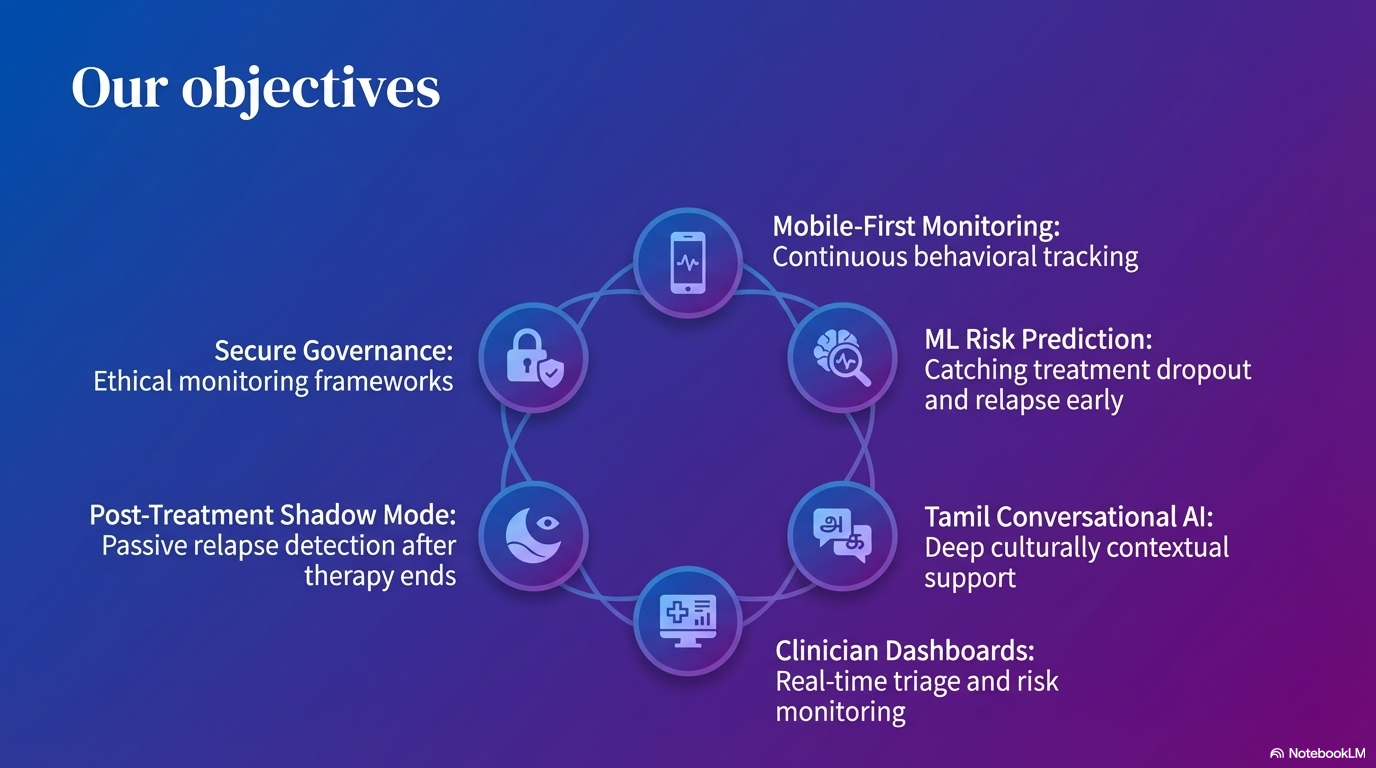 Our objectives
Mobile-First Monitoring:
Continuous behavioral tracking
ML Risk Prediction:
Catching treatment dropout
and relapse early
அ
க
Tamil Conversational AI:
Deep culturally contextual
support
Clinician Dashboards:
Real-time triage and risk
monitoring
Post-Treatment Shadow Mode:
Passive relapse detection after
therapy ends
Secure Governance:
Ethical monitoring frameworks
NotebookLM